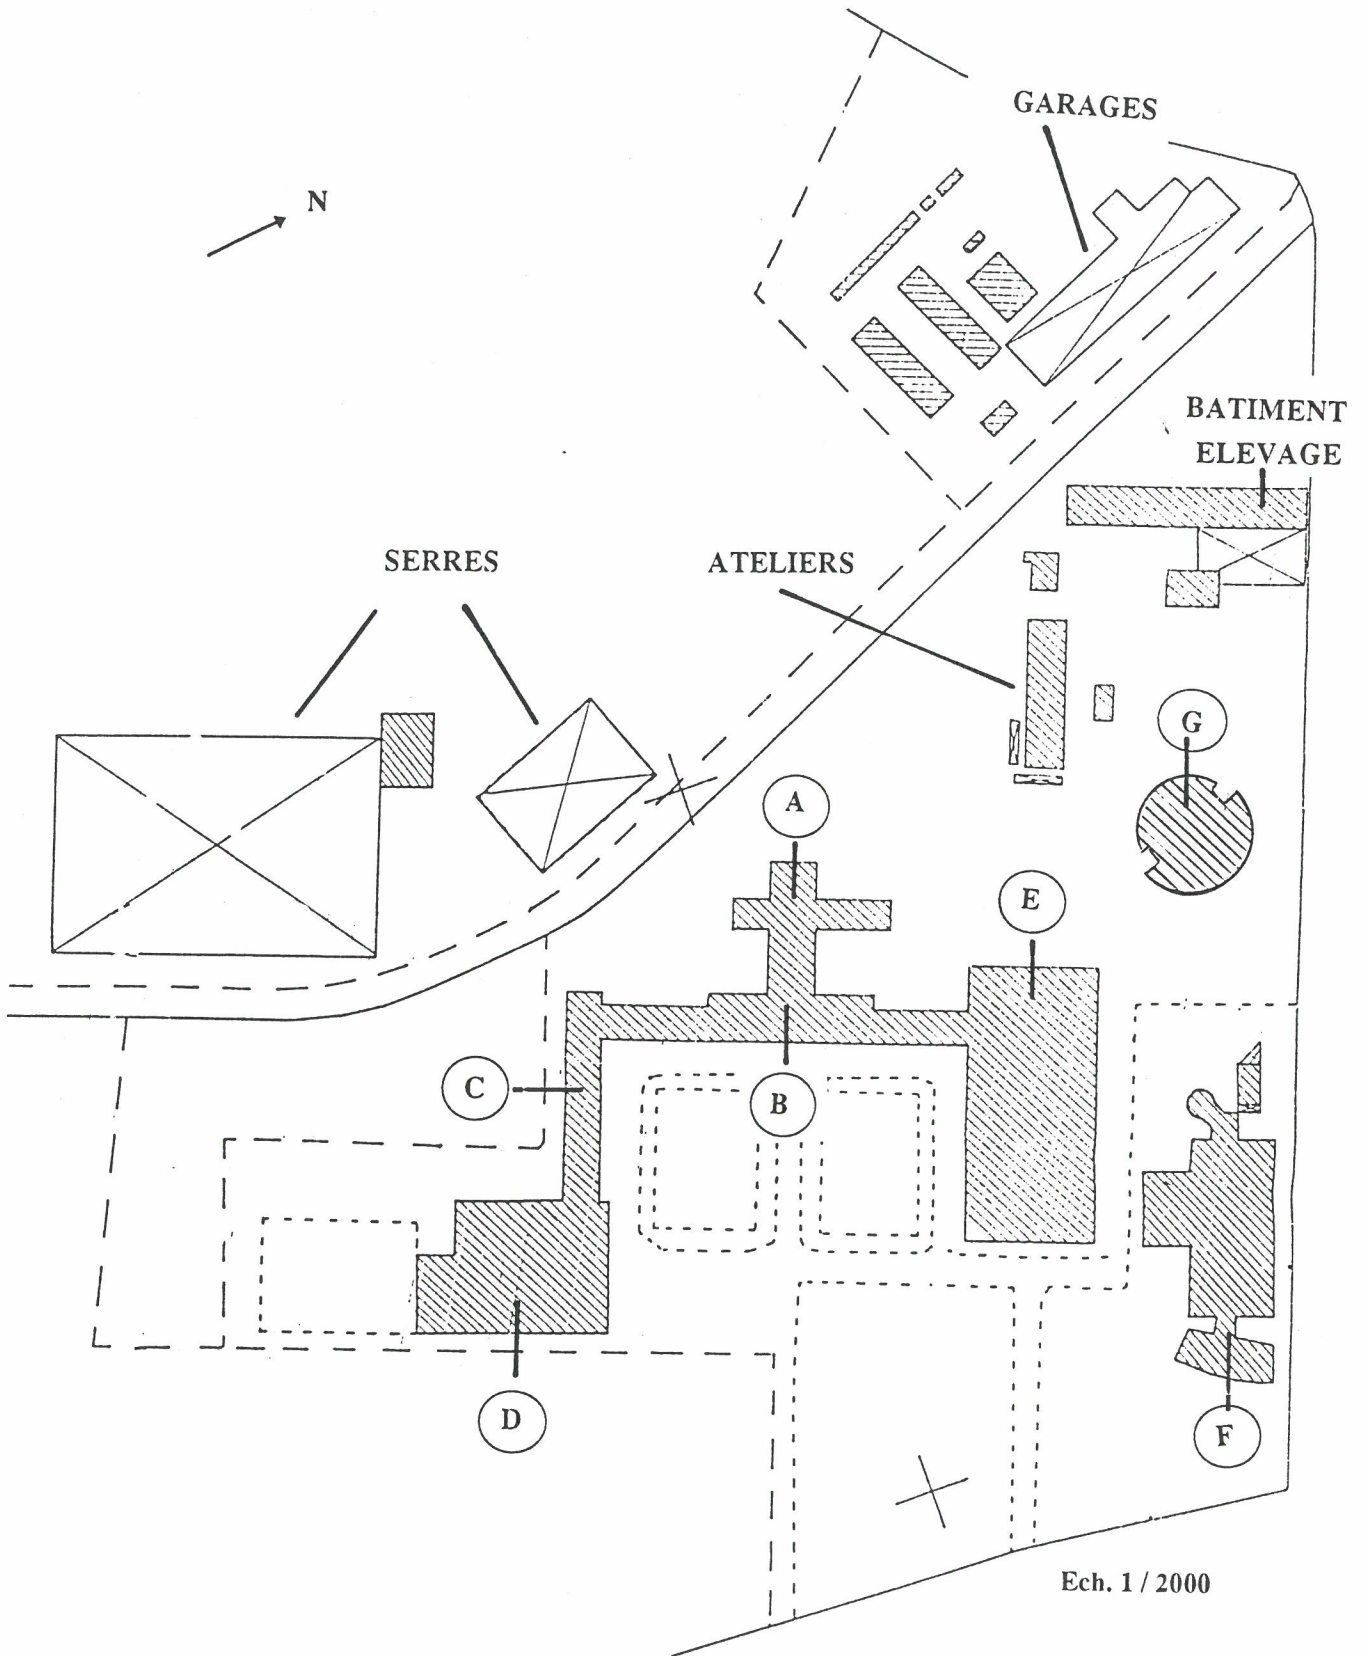 GARAGES
N
BATIMENT
ELEVAGE
SERRES
ATELIERS
G
A
E
C
B
D
F
Ech. 1 / 2000